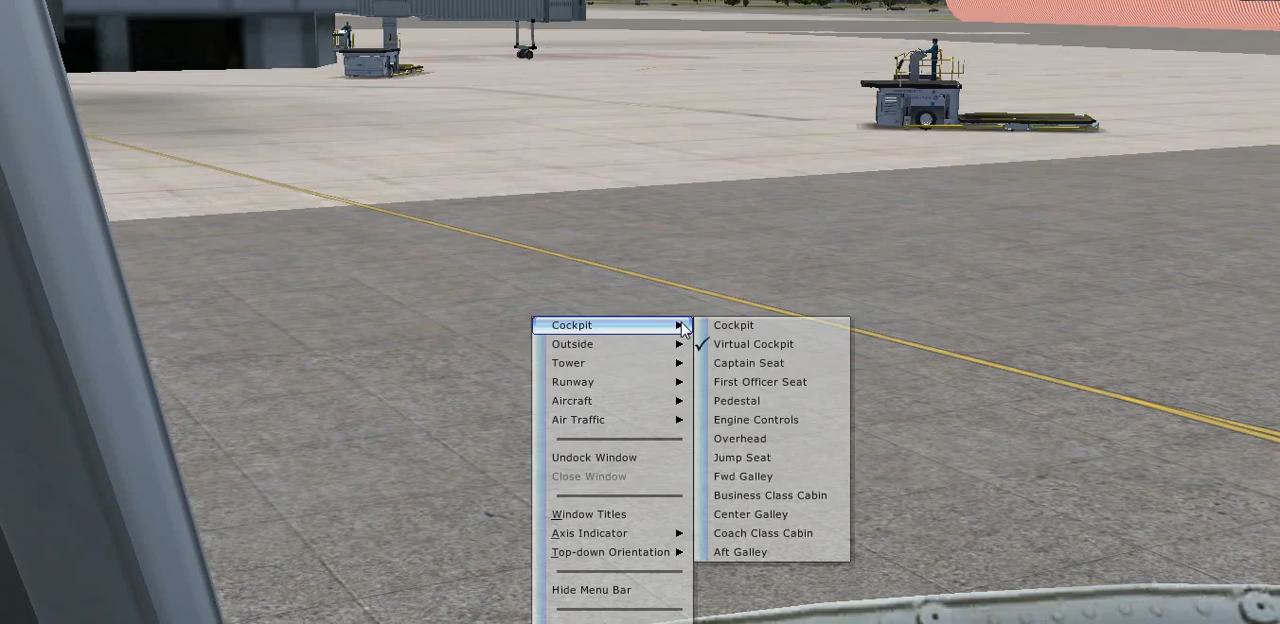 Cockpit
Outside
Tower
Runway
Aircraft
Air Traffic
Undock Window
Close Window
Window Titles
Axis Indicator
Top-down Orientation
Hide Menu Bar
Cockpit
Virtual Cockpit
Captain Seat
First Officer Seat
Pedestal
Engine Controls
Overhead
Jump Seat
Fwd Galley
Business Class Cabin
Center Galley
Coach Class Cabin
Aft Galley